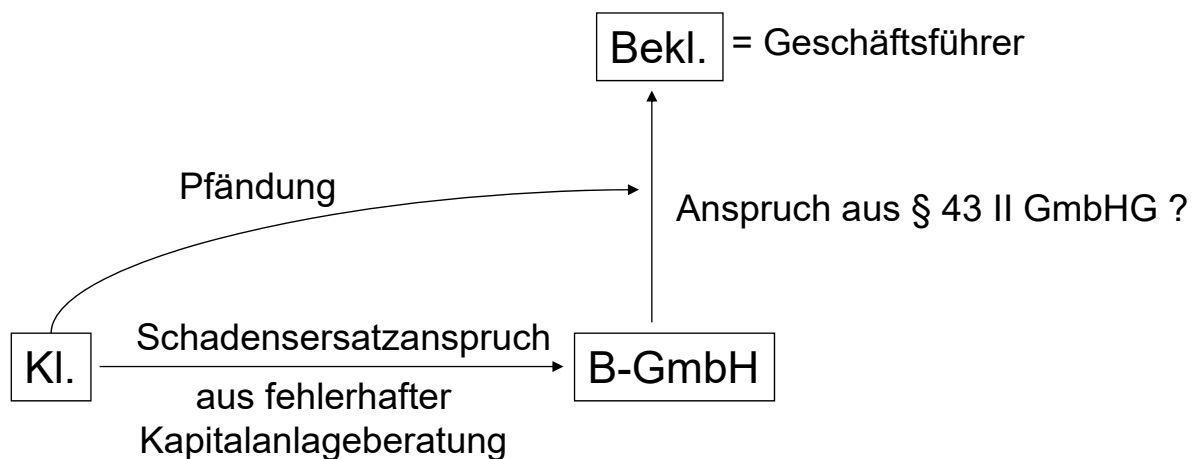 Bekl. = Geschäftsführer
Pfändung
Anspruch aus § 43 II GmbHG ?
Schadensersatzanspruch
Kl.
B-GmbH
aus fehlerhafter
Kapitalanlageberatung